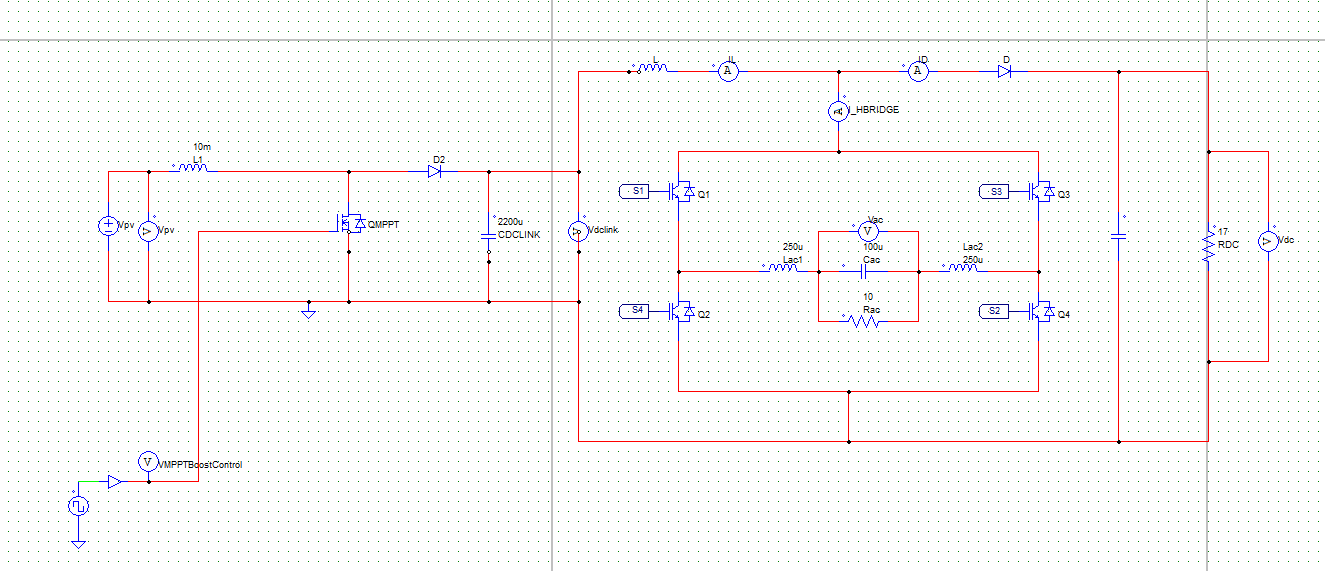 L
IL
ID
D
I_HBRIDGE
10m
L1
D2
S1
Q1
S3
Q3
Vpv
Vpv
QMPPT
2200u
CDCLINK
Vdclink
Vac
V
100u
Cac
250u
Lac1
Lac2
250u
17
RDC
Vdc
10
Rac
S4
Q2
S2
Q4
V
VMPPTBoostControl